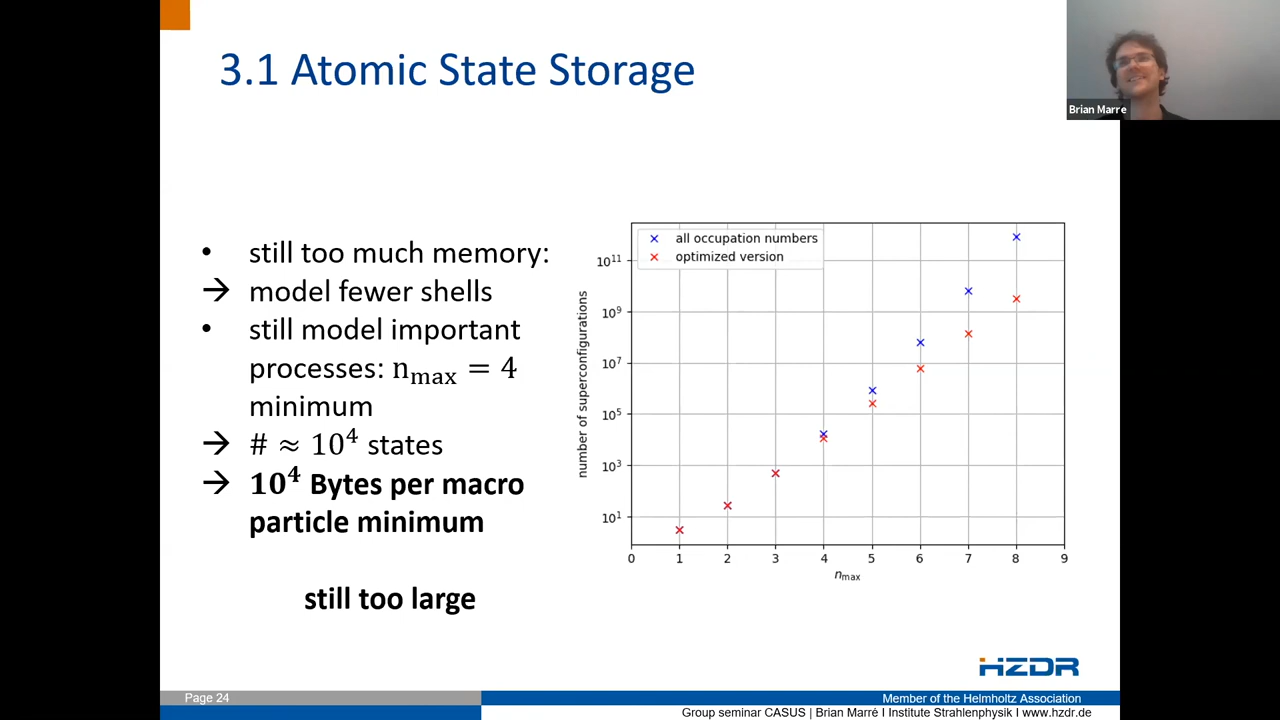 3.1 Atomic State Storage
Brian Marre
• still too much memory:
→ model fewer shells
• still model important
processes: n_max = 4
minimum
→ # ≈ 10⁴ states
→ 10⁴ Bytes per macro
particle minimum
still too large
all occupation numbers
optimized version
number of superconfigurations
10¹¹
10⁹
10⁷
10⁵
10³
10¹
0 1 2 3 4 5 6 7 8 9
n_max
HZDR
Page 24
Member of the Helmholtz Association
Group seminar CASUS | Brian Marré I Institute Strahlenphysik I www.hzdr.de